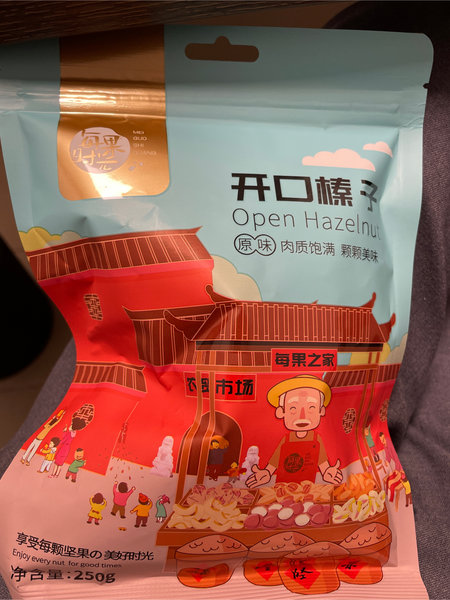 每果
时光
MEI
GUO
SHI
GUANG
开口榛子
Open Hazelnut
原味 肉质饱满 颗颗美味
每果之家
农贸市场
享受每颗坚果の美好时光
Enjoy every nut for good times
净含量:250g